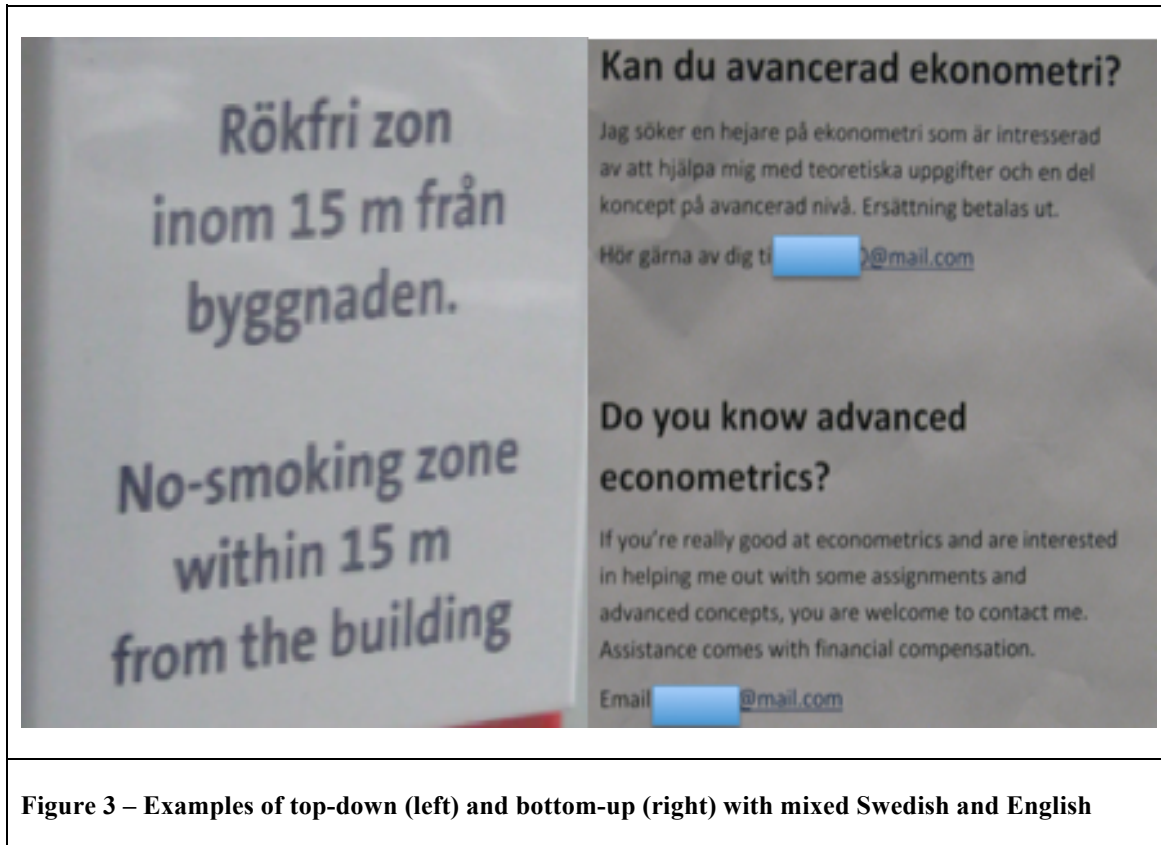 Rökfri zon
inom 15 m från
byggnaden.
No-smoking zone
within 15 m
from the building
Kan du avancerad ekonometri?
Jag söker en hejare på ekonometri som är intresserad
av att hjälpa mig med teoretiska uppgifter och en del
koncept på avancerad nivå. Ersättning betalas ut.
Hör gärna av dig ti @mail.com
Do you know advanced
econometrics?
If you're really good at econometrics and are interested
in helping me out with some assignments and
advanced concepts, you are welcome to contact me.
Assistance comes with financial compensation.
Email @mail.com
Figure 3 – Examples of top-down (left) and bottom-up (right) with mixed Swedish and English